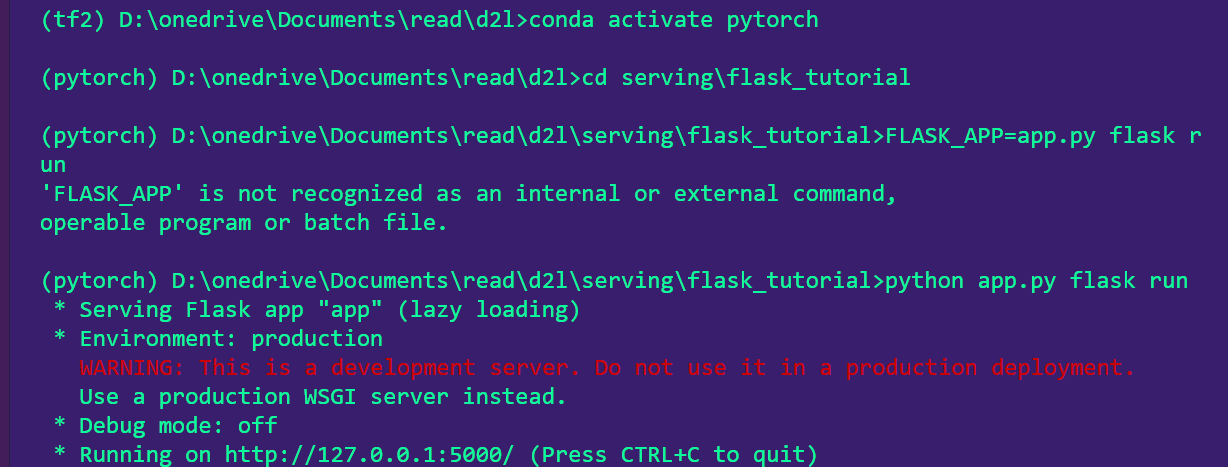 (tf2) D:\onedrive\Documents\read\d2l>conda activate pytorch
(pytorch) D:\onedrive\Documents\read\d2l>cd serving\flask_tutorial
(pytorch) D:\onedrive\Documents\read\d2l\serving\flask_tutorial>FLASK_APP=app.py flask r
un
'FLASK_APP' is not recognized as an internal or external command,
operable program or batch file.
(pytorch) D:\onedrive\Documents\read\d2l\serving\flask_tutorial>python app.py flask run
 * Serving Flask app "app" (lazy loading)
 * Environment: production
   WARNING: This is a development server. Do not use it in a production deployment.
   Use a production WSGI server instead.
 * Debug mode: off
 * Running on http://127.0.0.1:5000/ (Press CTRL+C to quit)